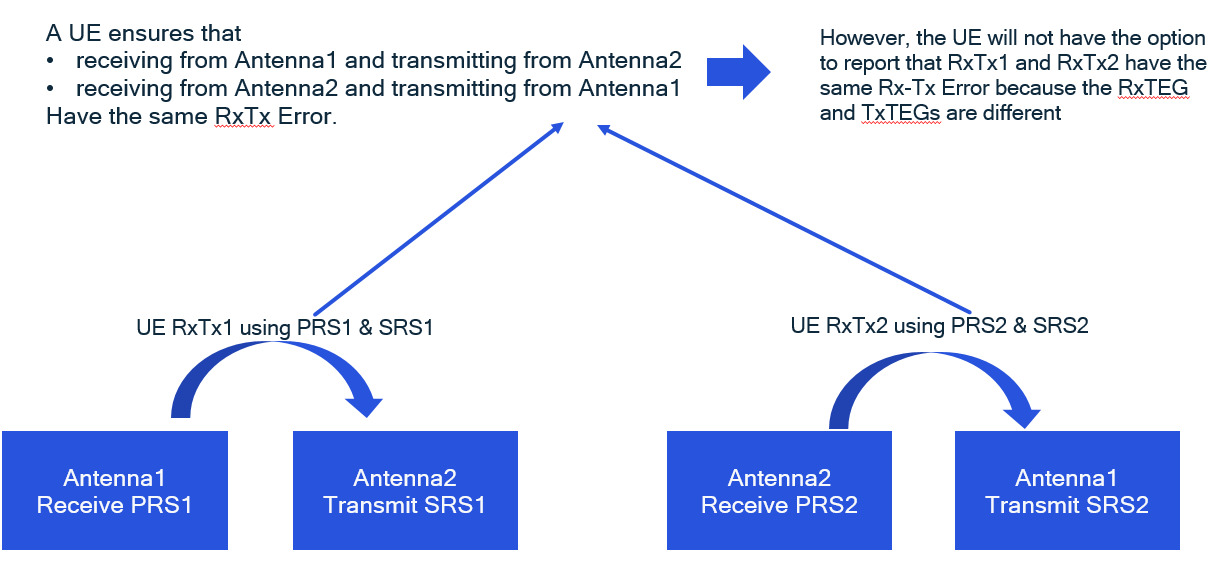 A UE ensures that
• receiving from Antenna1 and transmitting from Antenna2
• receiving from Antenna2 and transmitting from Antenna1
Have the same RxTx Error.
However, the UE will not have the option
to report that RxTx1 and RxTx2 have the
same Rx-Tx Error because the RxTEG
and TxTEGs are different
UE RxTx1 using PRS1 & SRS1
UE RxTx2 using PRS2 & SRS2
Antenna1
Receive PRS1
Antenna2
Transmit SRS1
Antenna2
Receive PRS2
Antenna1
Transmit SRS2